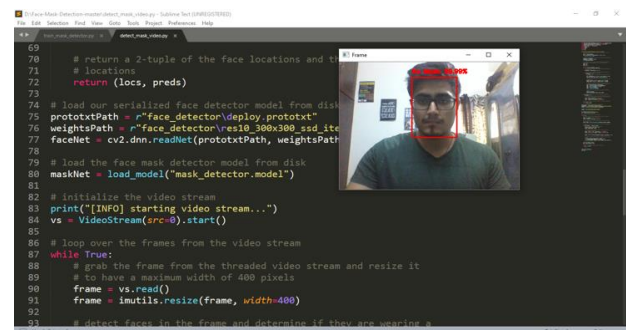 D:\Face-Mask-Detection-master\detect_mask_video.py - Sublime Text (UNREGISTERED)
File Edit Selection Find View Goto Tools Project Preferences Help
train_mask_detector.py × detect_mask_video.py ×
69
70 # return a 2-tuple of the face locations and th
71 # locations
72 return (locs, preds)
73
74 # load our serialized face detector model from disk
75 prototxtPath = r"face_detector\deploy.prototxt"
76 weightsPath = r"face_detector\res10_300x300_ssd_ite
77 faceNet = cv2.dnn.readNet(prototxtPath, weightsPath
78
79 # load the face mask detector model from disk
80 maskNet = load_model("mask_detector.model")
81
82 # initialize the video stream
83 print("[INFO] starting video stream...")
84 vs = VideoStream(src=0).start()
85
86 # loop over the frames from the video stream
87 while True:
88 # grab the frame from the threaded video stream and resize it
89 # to have a maximum width of 400 pixels
90 frame = vs.read()
91 frame = imutils.resize(frame, width=400)
92
93 # detect faces in the frame and determine if they are wearing a
Frame